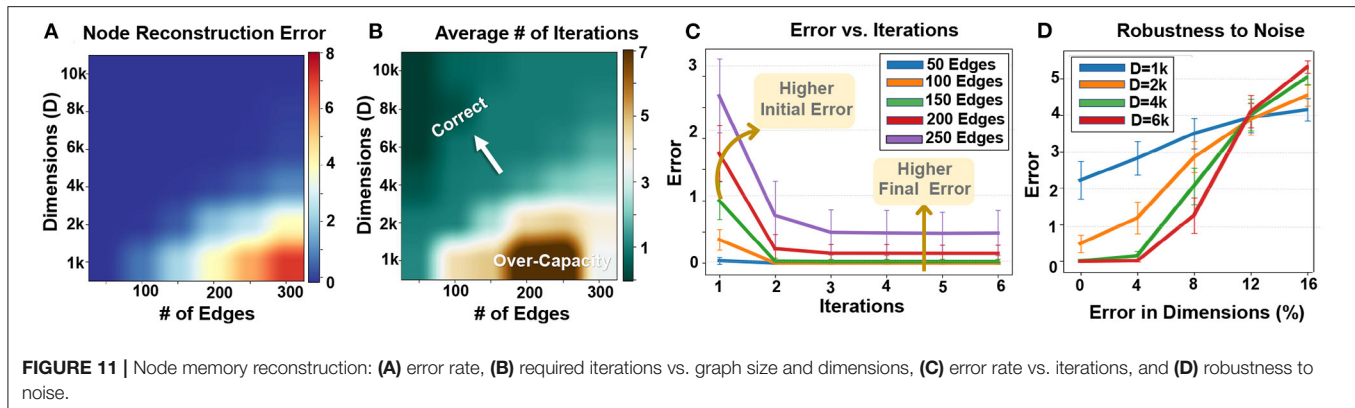 A Node Reconstruction Error
Dimensions (D)
10k
8k
6k
4k
2k
1k
100
200
300
# of Edges
8
6
4
2
0
B Average # of Iterations
Dimensions (D)
10k
8k
6k
4k
2k
1k
Correct
Over-Capacity
100
200
300
# of Edges
7
5
3
1
C Error vs. Iterations
Error
3
2
1
0
Higher
Initial Error
50 Edges
100 Edges
150 Edges
200 Edges
250 Edges
Higher
Final Error
1 2 3 4 5 6
Iterations
D Robustness to Noise
Error
5
4
3
2
1
0
D=1k
D=2k
D=4k
D=6k
0 4 8 12 16
Error in Dimensions (%)
FIGURE 11 | Node memory reconstruction: (A) error rate, (B) required iterations vs. graph size and dimensions, (C) error rate vs. iterations, and (D) robustness to
noise.